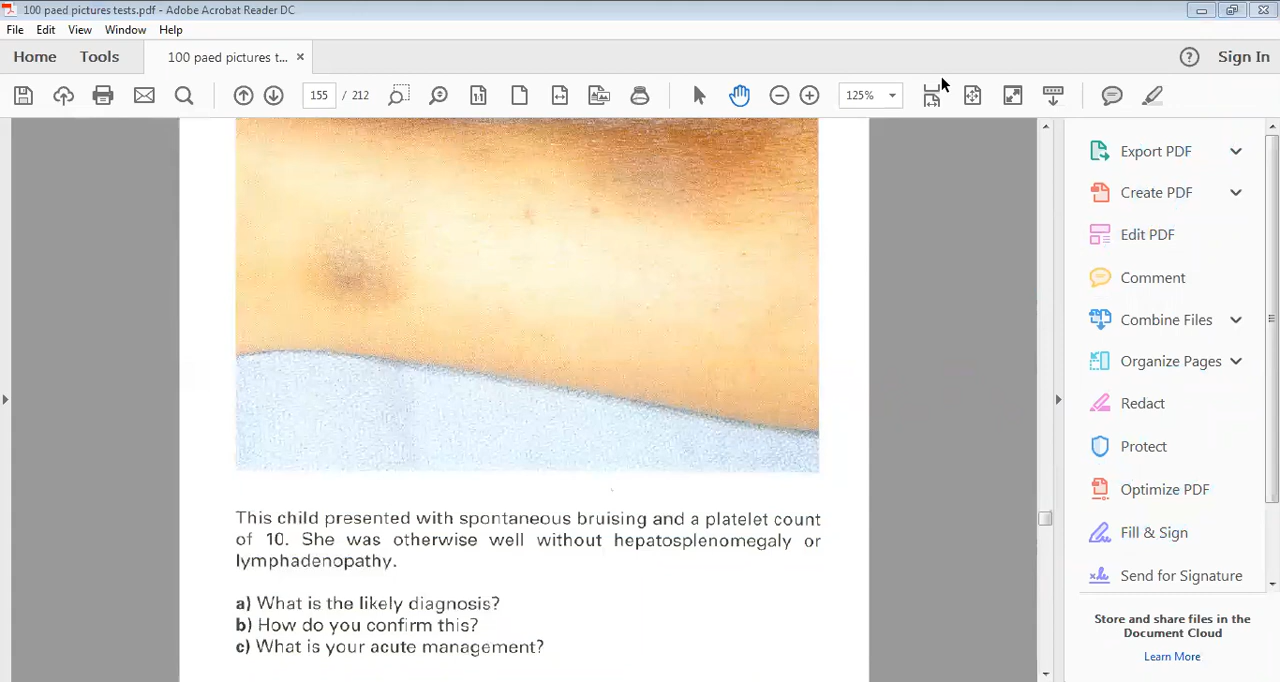 100 paed pictures tests.pdf - Adobe Acrobat Reader DC
File Edit View Window Help
Home Tools 100 paed pictures t... × Sign In
155 / 212 125%
Export PDF
Create PDF
Edit PDF
Comment
Combine Files
Organize Pages
Redact
Protect
Optimize PDF
Fill & Sign
Send for Signature
Store and share files in the
Document Cloud
Learn More
This child presented with spontaneous bruising and a platelet count
of 10. She was otherwise well without hepatosplenomegaly or
lymphadenopathy.
a) What is the likely diagnosis?
b) How do you confirm this?
c) What is your acute management?